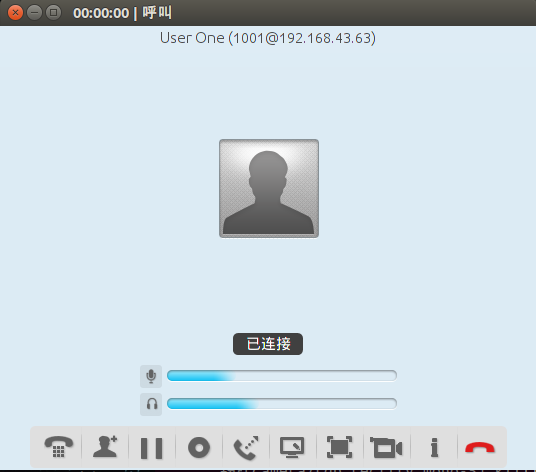 00:00:00 | 呼叫
User One (1001@192.168.43.63)
已连接